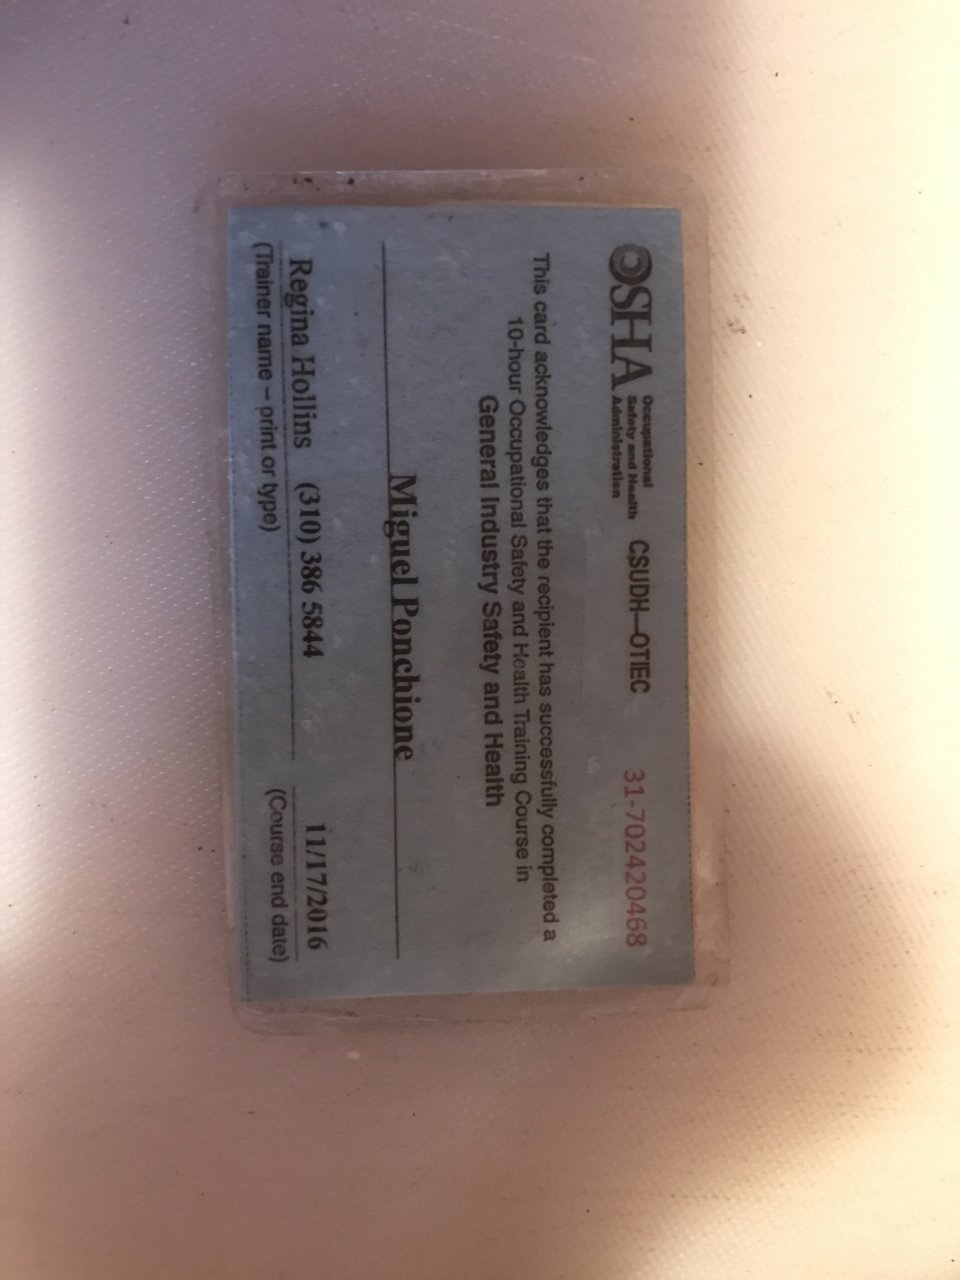 OSHA
Occupational
Safety and Health
Administration
CSUDH—OTIEC
31-702420468
This card acknowledges that the recipient has successfully completed a
10-hour Occupational Safety and Health Training Course in
General Industry Safety and Health
Miguel Ponchione
Regina Hollins (310) 386 5844
11/17/2016
(Trainer name – print or type)
(Course end date)